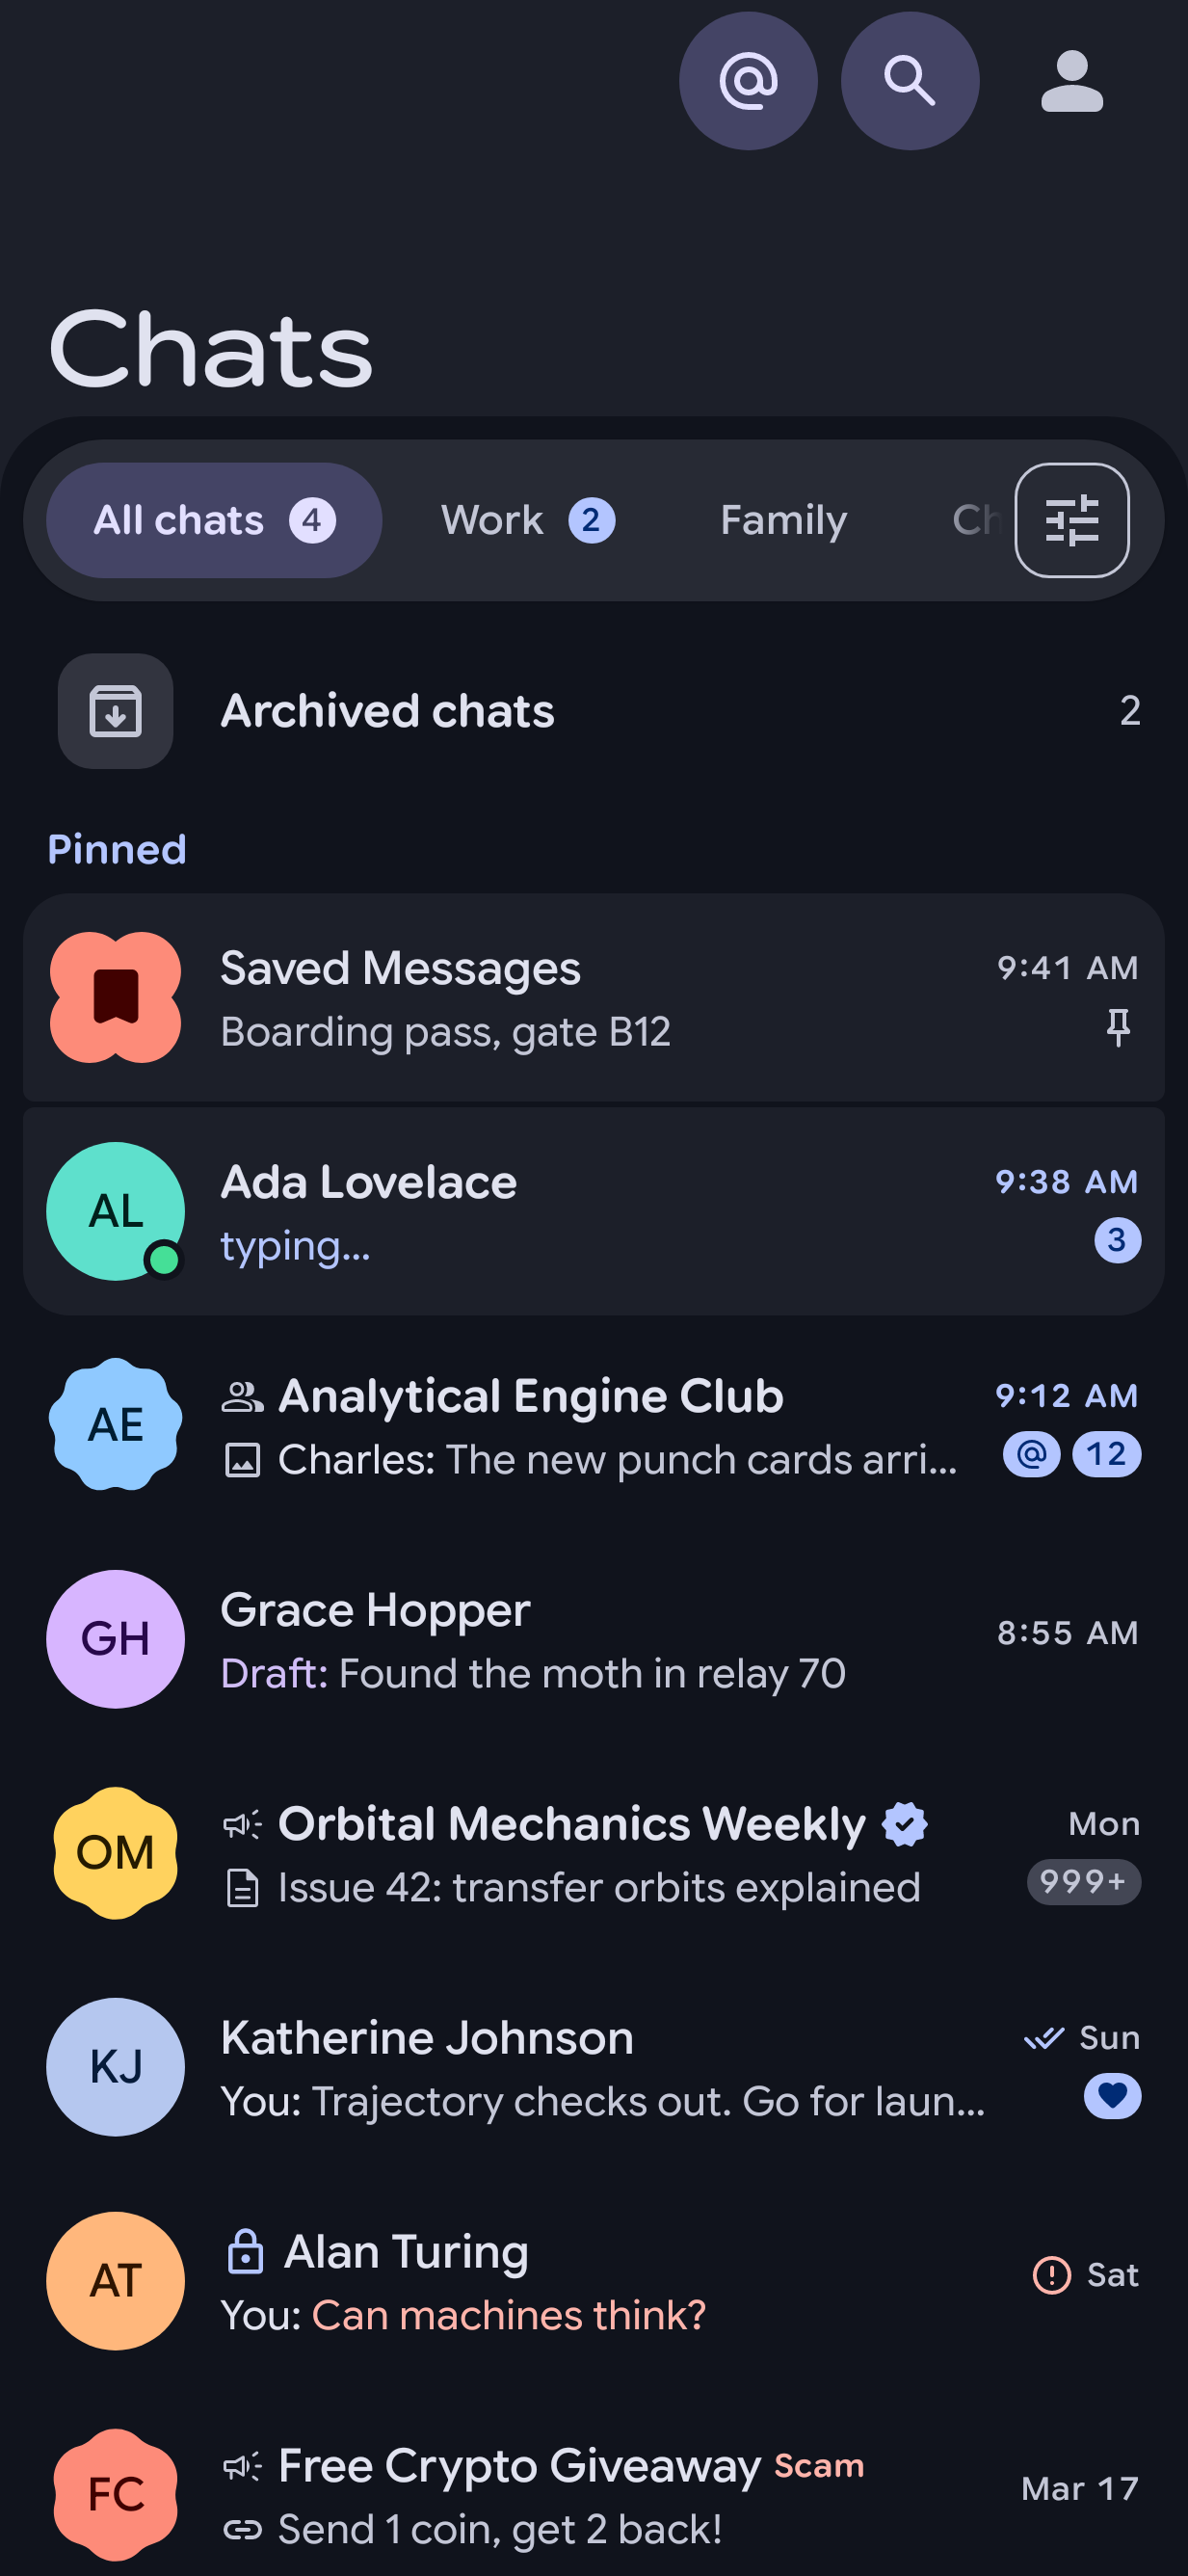 Chats
All chats 4 Work 2 Family Ch
Archived chats 2
Pinned
Saved Messages 9:41 AM
Boarding pass, gate B12
AL Ada Lovelace 9:38 AM
typing... 3
AE Analytical Engine Club 9:12 AM
Charles: The new punch cards arri... @ 12
GH Grace Hopper 8:55 AM
Draft: Found the moth in relay 70
OM Orbital Mechanics Weekly Mon
Issue 42: transfer orbits explained 999+
KJ Katherine Johnson Sun
You: Trajectory checks out. Go for laun...
AT Alan Turing Sat
You: Can machines think?
FC Free Crypto Giveaway Scam Mar 17
Send 1 coin, get 2 back!